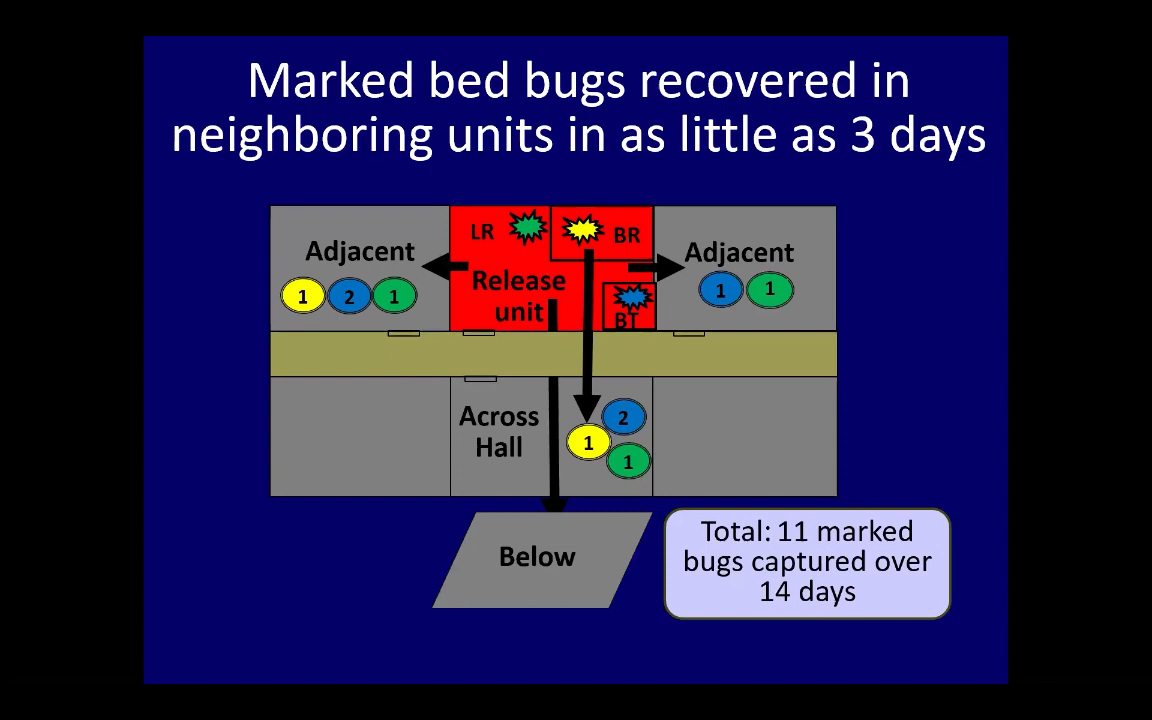 Marked bed bugs recovered in
neighboring units in as little as 3 days
LR
BR
Adjacent
Adjacent
Release
unit
BT
1 2 1
1 1
Across
Hall
2
1
1
Below
Total: 11 marked
bugs captured over
14 days